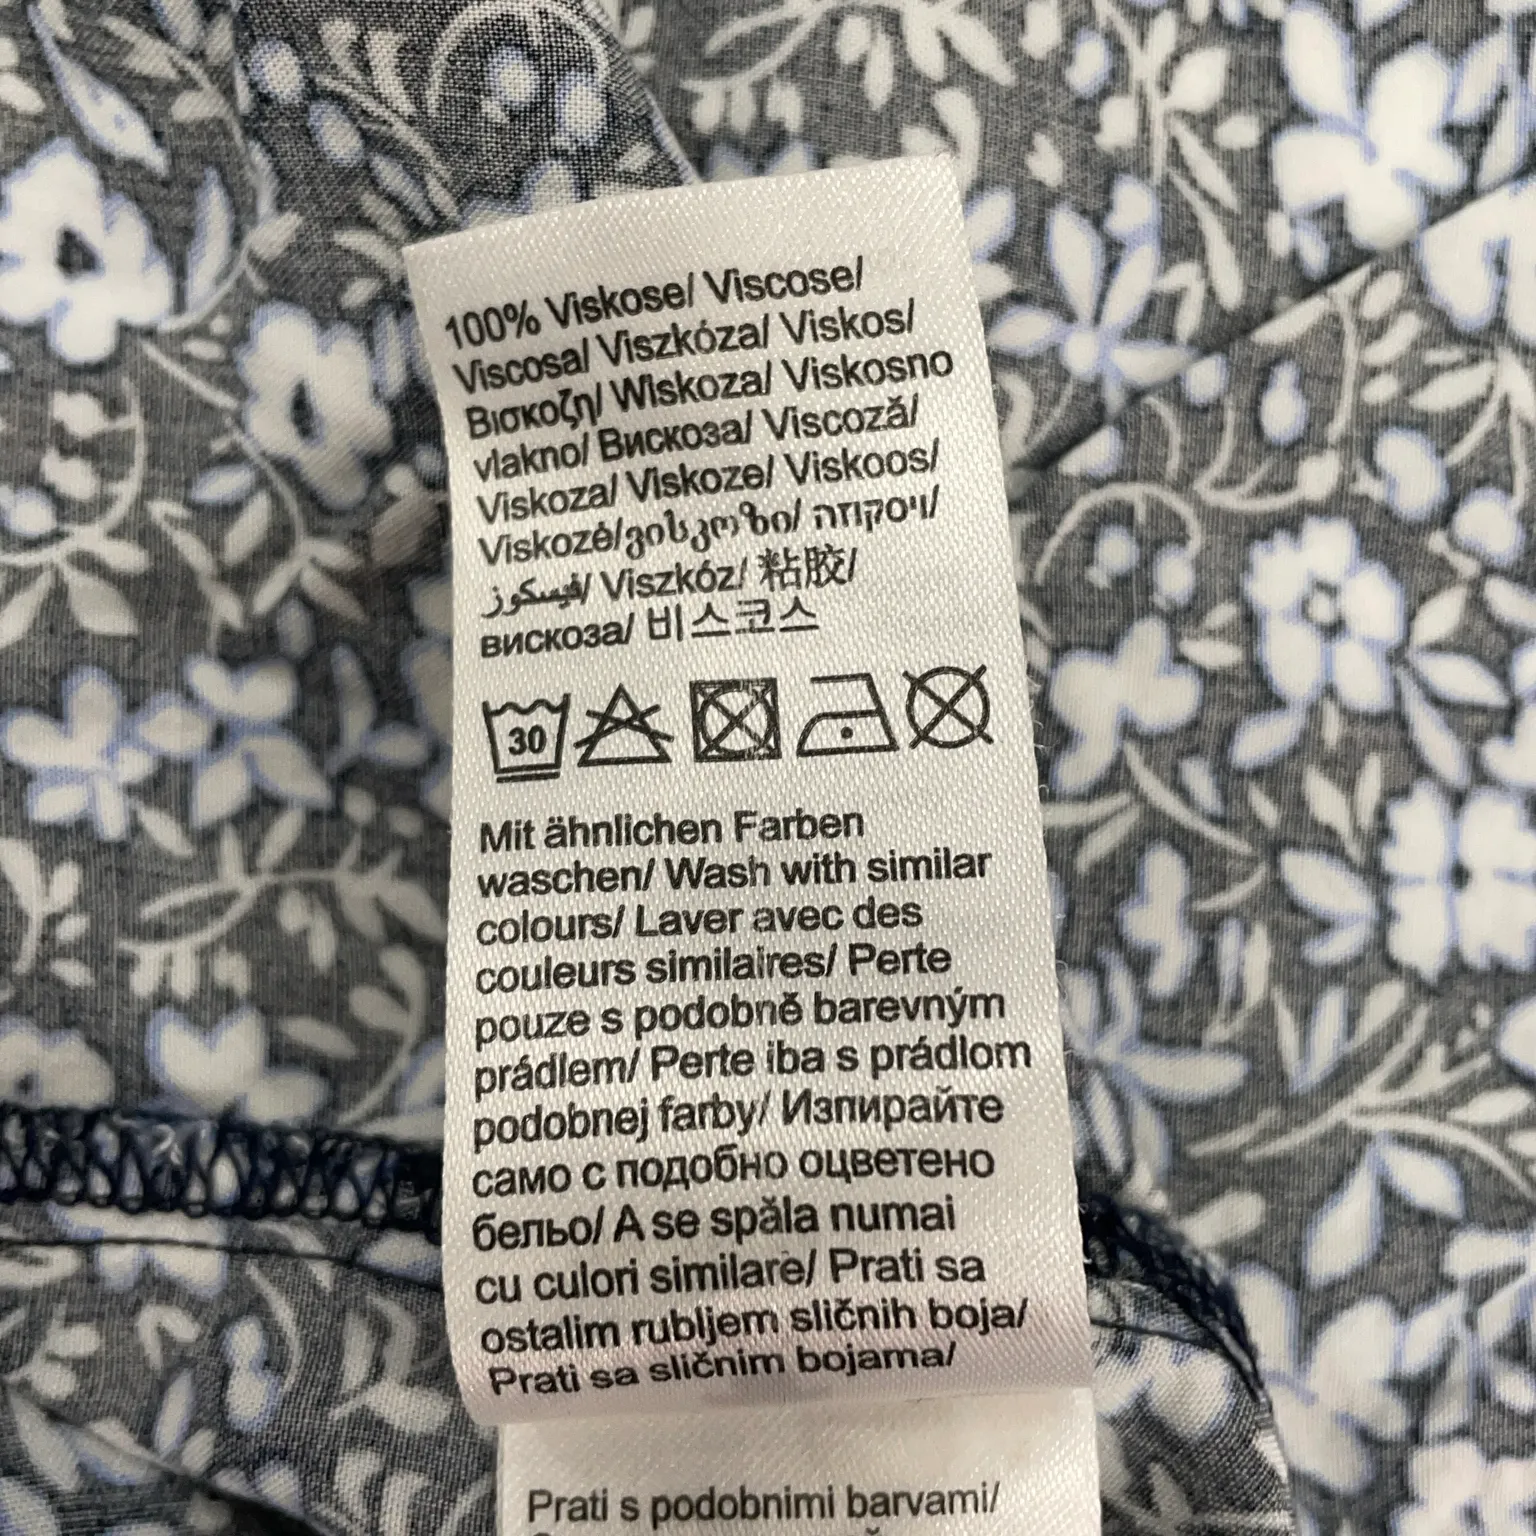 100% Viskose/ Viscose/
Viscosa/ Viszkóza/ Viskos/
Βισκοζη/ Wiskoza/ Viskosno
vlakno/ Вискоза/ Viscoză/
Viskoza/ Viskoze/ Viskoos/
Viskozė/ვისკოზი/ ויסקוזה/
فيسكوز/ Viszkóz/ 粘胶/
вискоза/ 비스코스
30
Mit ähnlichen Farben
waschen/ Wash with similar
colours/ Laver avec des
couleurs similaires/ Perte
pouze s podobně barevným
prádlem/ Perte iba s prádlom
podobnej farby/ Изпирайте
само с подобно оцветено
бельо/ A se spăla numai
cu culori similare/ Prati sa
ostalim rubljem sličnih boja/
Prati sa sličnim bojama/
Prati s podobnimi barvami/